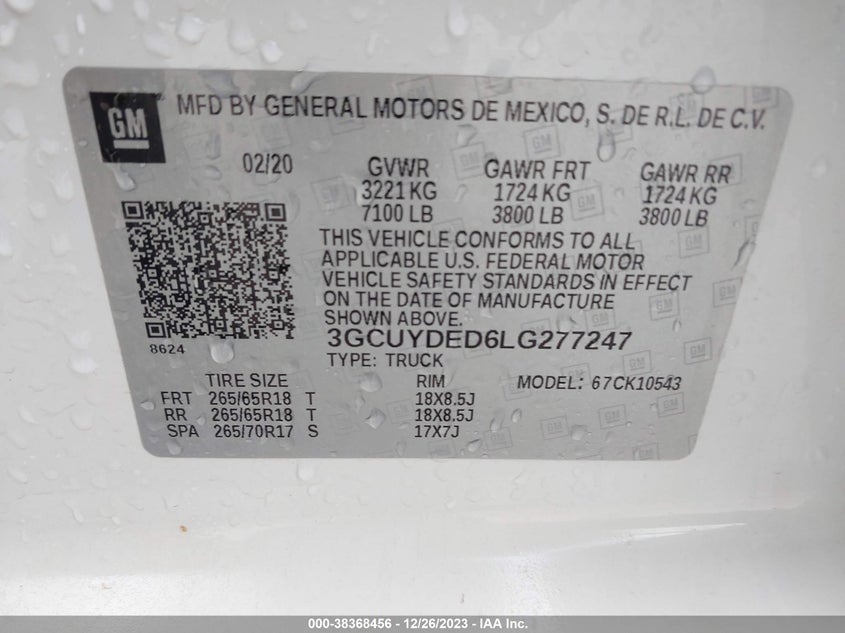 GM
MFD BY GENERAL MOTORS DE MEXICO, S. DE R.L. DE C.V.
02/20 GVWR GAWR FRT GAWR RR
3221 KG 1724 KG 1724 KG
7100 LB 3800 LB 3800 LB
THIS VEHICLE CONFORMS TO ALL
APPLICABLE U.S. FEDERAL MOTOR
VEHICLE SAFETY STANDARDS IN EFFECT
ON THE DATE OF MANUFACTURE
SHOWN ABOVE.
8624
3GCUYDED6LG277247
TYPE: TRUCK
TIRE SIZE RIM MODEL: 67CK10543
FRT 265/65R18 T 18X8.5J
RR 265/65R18 T 18X8.5J
SPA 265/70R17 S 17X7J
000-38368456 - 12/26/2023 - IAA Inc.